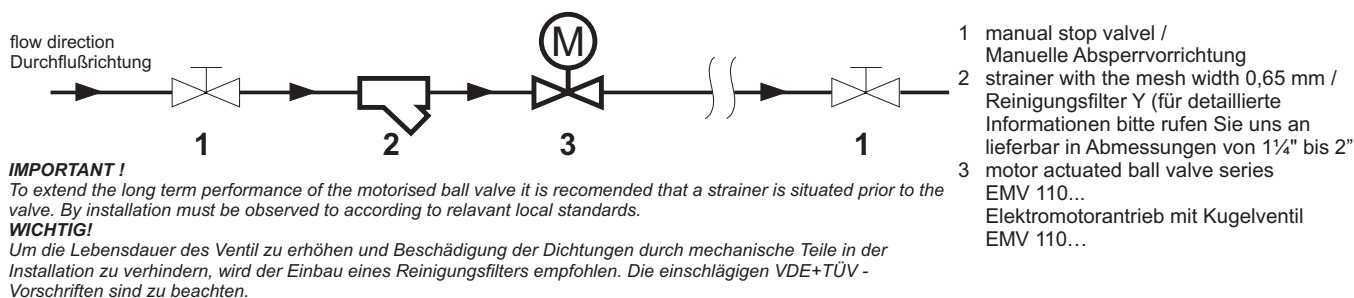 flow direction
Durchflußrichtung
M
1
2
3
1
IMPORTANT !
To extend the long term performance of the motorised ball valve it is recomended that a strainer is situated prior to the
valve. By installation must be observed to according to relavant local standards.
WICHTIG!
Um die Lebensdauer des Ventil zu erhöhen und Beschädigung der Dichtungen durch mechanische Teile in der
Installation zu verhindern, wird der Einbau eines Reinigungsfilters empfohlen. Die einschlägigen VDE+TÜV -
Vorschriften sind zu beachten.
1 manual stop valvel /
Manuelle Absperrvorrichtung
2 strainer with the mesh width 0,65 mm /
Reinigungsfilter Y (für detaillierte
Informationen bitte rufen Sie uns an
lieferbar in Abmessungen von 1¼" bis 2”
3 motor actuated ball valve series
EMV 110...
Elektromotorantrieb mit Kugelventil
EMV 110…